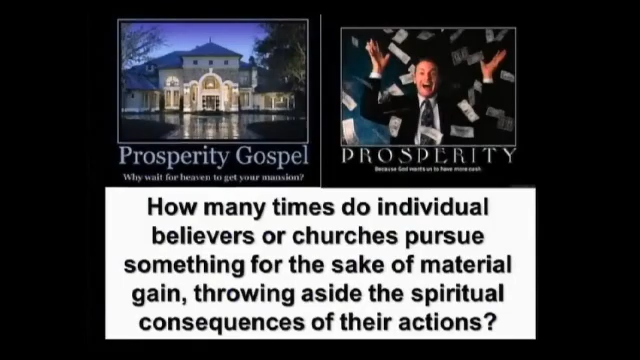 Prosperity Gospel
Why wait for heaven to get your mansion?
PROSPERITY
Because God wants us to have more cash.
How many times do individual
believers or churches pursue
something for the sake of material
gain, throwing aside the spiritual
consequences of their actions?